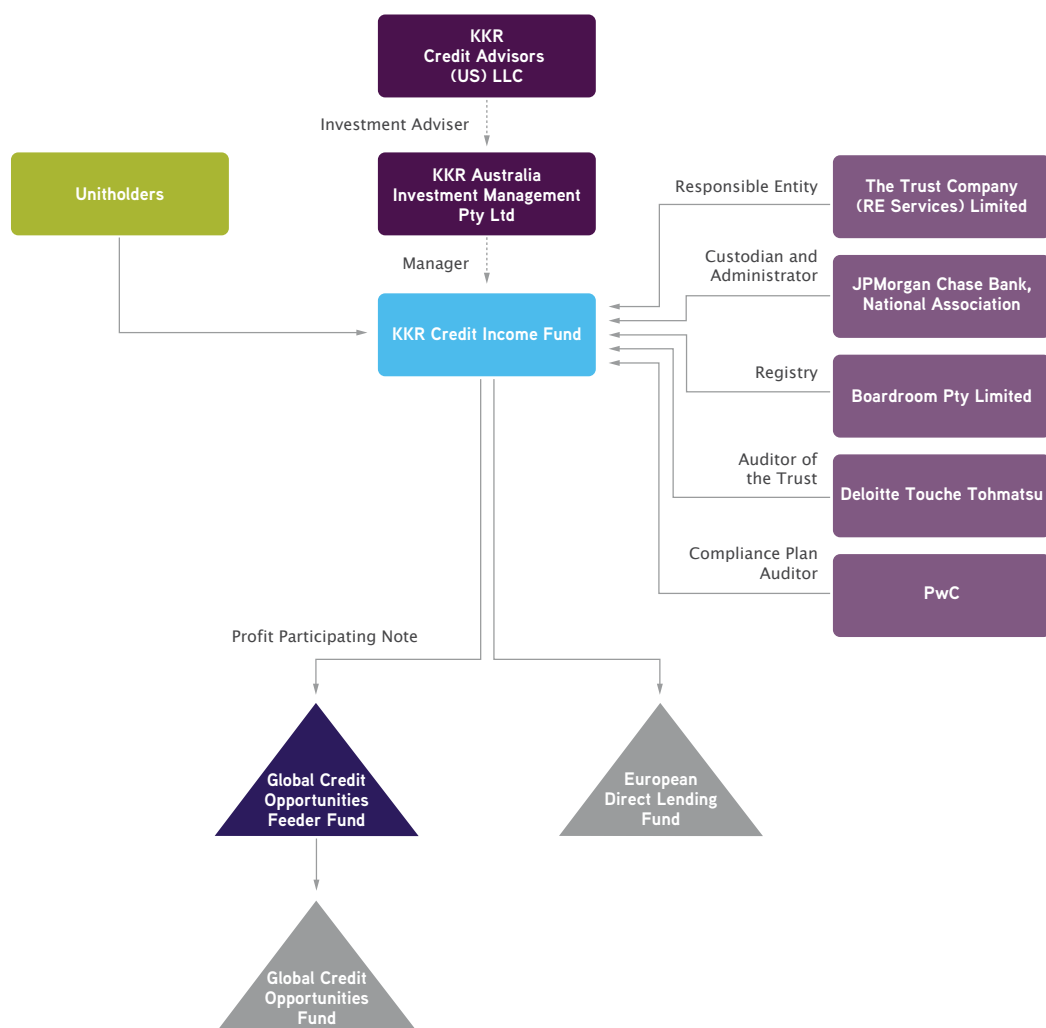 KKR
Credit Advisors
(US) LLC
Investment Adviser
Unitholders
KKR Australia
Investment Management
Pty Ltd
Manager
KKR Credit Income Fund
Responsible Entity
The Trust Company
(RE Services) Limited
Custodian and
Administrator
JPMorgan Chase Bank,
National Association
Registry
Boardroom Pty Limited
Auditor of
the Trust
Deloitte Touche Tohmatsu
Compliance Plan
Auditor
PwC
Profit Participating Note
Global Credit
Opportunities
Feeder Fund
European
Direct Lending
Fund
Global Credit
Opportunities
Fund